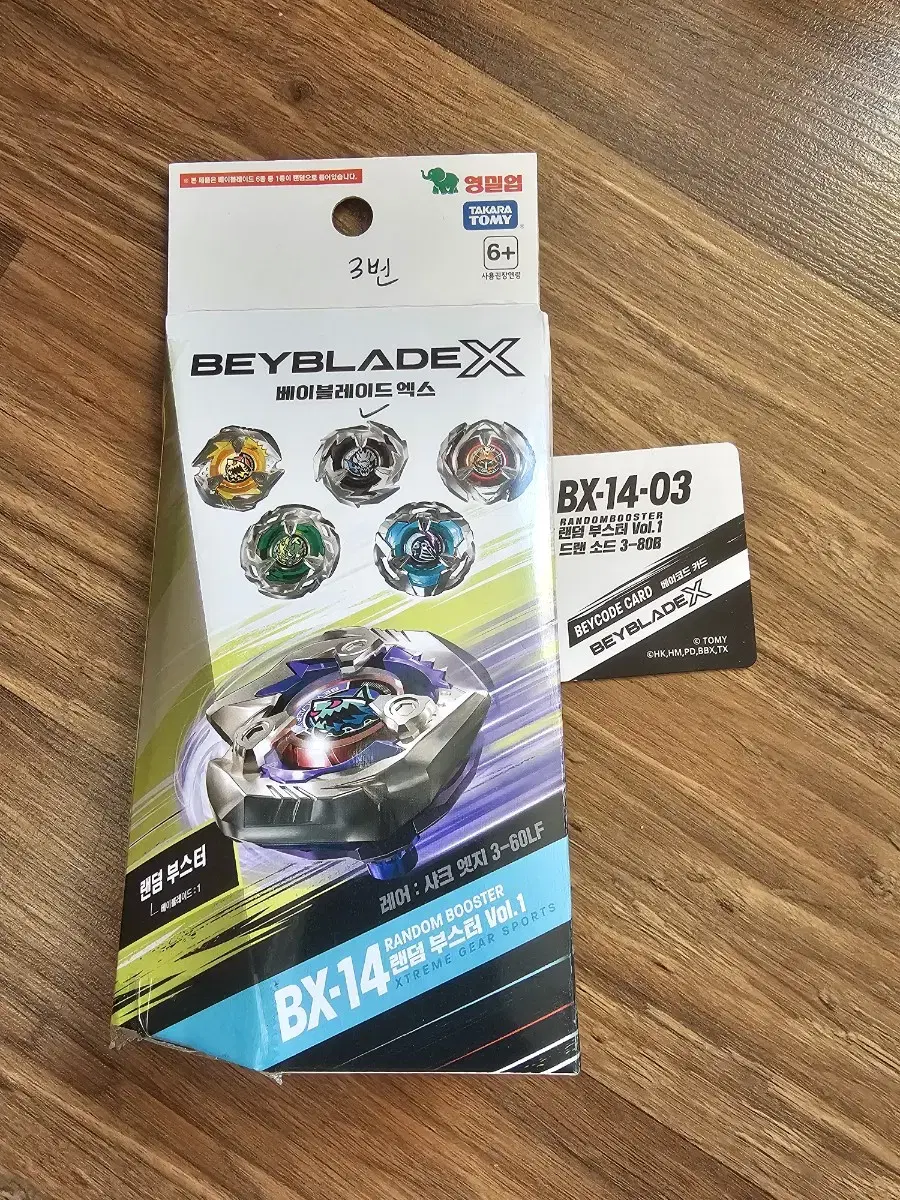 ※ 본 제품은 베이블레이드 6종 중 1종이 랜덤으로 들어있습니다.
영실업
TAKARA
TOMY
6+
사용권장연령
3번
BEYBLADE X
베이블레이드 엑스
랜덤 부스터
베이블레이드 : 1
레어 : 샤크 엣지 3-60LF
BX-14
RANDOM BOOSTER
랜덤 부스터 Vol.1
XTREME GEAR SPORTS
BX-14-03
RANDOMBOOSTER
랜덤 부스터 Vol.1
드랜 소드 3-80B
BEYCODE CARD 베이코드 카드
BEYBLADE X
© TOMY
©HK,HM,PD,BBX,TX